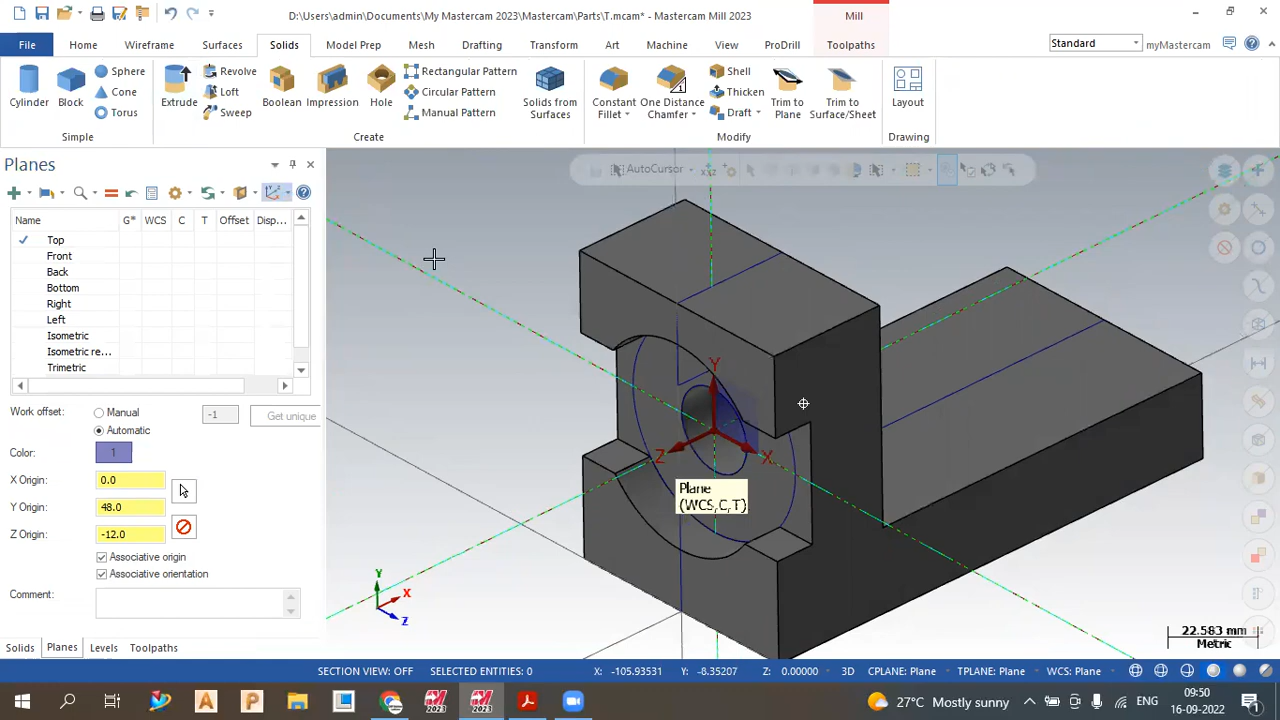 D:\Users\admin\Documents\My Mastercam 2023\Mastercam\Parts\T.mcam* - Mastercam Mill 2023
Mill
File
Home
Wireframe
Surfaces
Solids
Model Prep
Mesh
Drafting
Transform
Art
Machine
View
ProDrill
Toolpaths
Standard
myMastercam
Cylinder
Block
Sphere
Cone
Torus
Simple
Extrude
Revolve
Loft
Sweep
Boolean
Impression
Hole
Rectangular Pattern
Circular Pattern
Manual Pattern
Create
Solids from
Surfaces
Constant
Fillet
One Distance
Chamfer
Shell
Thicken
Draft
Trim to
Plane
Trim to
Surface/Sheet
Modify
Layout
Drawing
Planes
AutoCursor
Name G* WCS C T Offset Disp...
Top
Front
Back
Bottom
Right
Left
Isometric
Isometric re...
Trimetric
Work offset: Manual -1 Get unique
Automatic
Color: 1
X Origin: 0.0
Y Origin: 48.0
Z Origin: -12.0
Associative origin
Associative orientation
Comment:
Y
Z
X
Plane
(WCS,C,T)
Y
X
Z
22.583 mm
Metric
Solids Planes Levels Toolpaths
SECTION VIEW: OFF SELECTED ENTITIES: 0 X: -105.93531 Y: -8.35207 Z: 0.00000 3D CPLANE: Plane TPLANE: Plane WCS: Plane
27°C Mostly sunny
ENG
09:50
16-09-2022
2023
2023
1